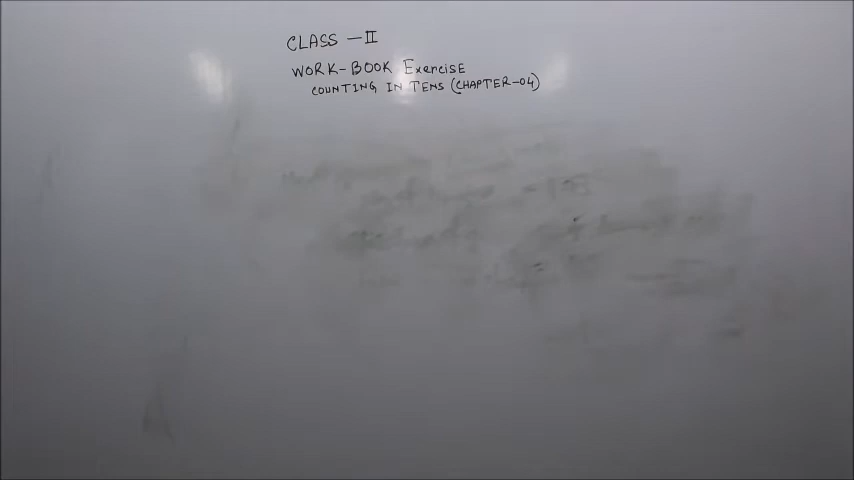 CLASS - II
WORK-BOOK Exercise
COUNTING IN TENS (CHAPTER-04)